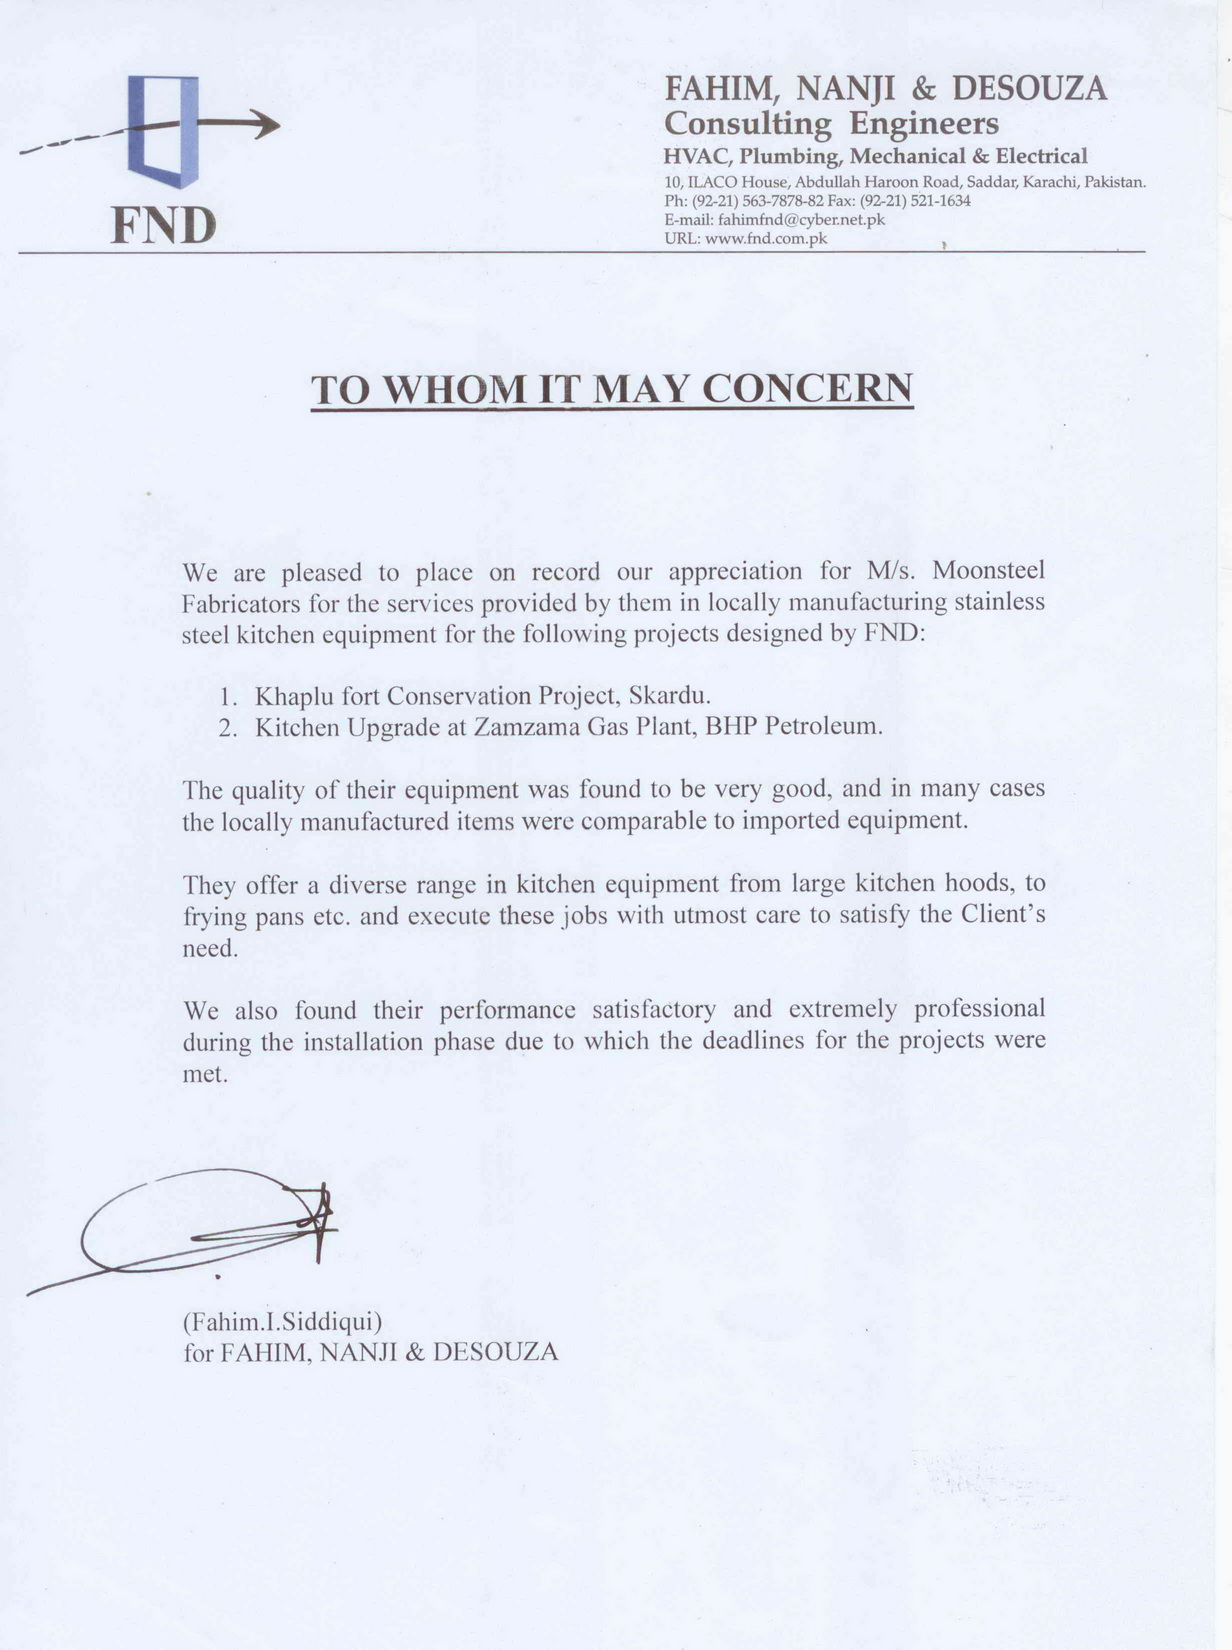 FND
FAHIM, NANJI & DESOUZA
Consulting Engineers
HVAC, Plumbing, Mechanical & Electrical
10, ILACO House, Abdullah Haroon Road, Saddar, Karachi, Pakistan.
Ph: (92-21) 563-7878-82 Fax: (92-21) 521-1634
E-mail: fahimfnd@cyber.net.pk
URL: www.fnd.com.pk
TO WHOM IT MAY CONCERN
We are pleased to place on record our appreciation for M/s. Moonsteel
Fabricators for the services provided by them in locally manufacturing stainless
steel kitchen equipment for the following projects designed by FND:
1. Khaplu fort Conservation Project, Skardu.
2. Kitchen Upgrade at Zamzama Gas Plant, BHP Petroleum.
The quality of their equipment was found to be very good, and in many cases
the locally manufactured items were comparable to imported equipment.
They offer a diverse range in kitchen equipment from large kitchen hoods, to
frying pans etc. and execute these jobs with utmost care to satisfy the Client's
need.
We also found their performance satisfactory and extremely professional
during the installation phase due to which the deadlines for the projects were
met.
(Fahim.I.Siddiqui)
for FAHIM, NANJI & DESOUZA